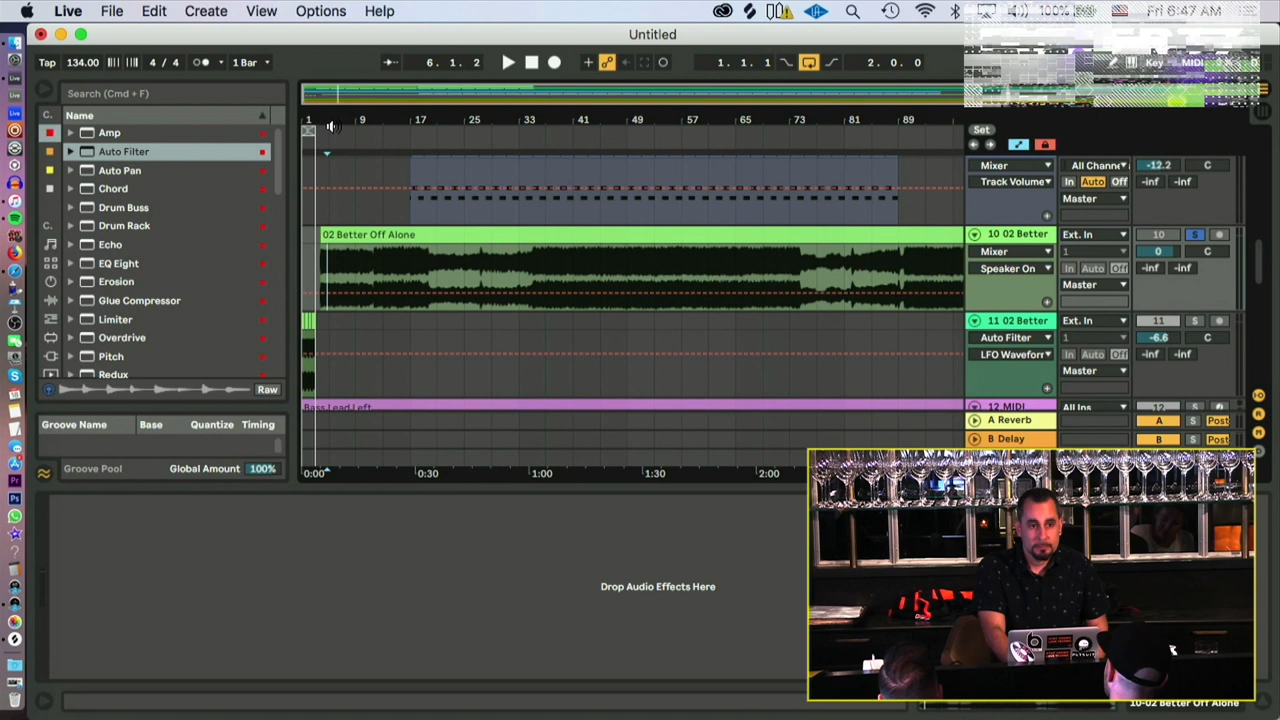 Live File Edit Create View Options Help 100% Fri 6:47 AM
Untitled
Tap 134.00 4 / 4 1 Bar 6. 1. 2 1. 1. 1 2. 0. 0 Key MIDI
Search (Cmd + F)
C. Name
Amp
Auto Filter
Auto Pan
Chord
Drum Buss
C. Drum Rack
Echo
EQ Eight
Erosion
Glue Compressor
Limiter
Overdrive
Pitch
Redux
Raw
Groove Name Base Quantize Timing
Groove Pool Global Amount 100%
1 9 17 25 33 41 49 57 65 73 81 89
Set
Mixer All Channe -12.2 C
Track Volume In Auto Off -inf -inf
Master
02 Better Off Alone
10 02 Better Ext. In 10 S
Mixer 1 0 C
Speaker On In Auto Off -inf -inf
Master
11 02 Better Ext. In 11 S
Auto Filter 1 -6.6 C
LFO Waveforr In Auto Off -inf -inf
Master
Bass Lead Left
12 MIDI All Ins 12 S
A Reverb A S Post
B Delay B S Post
0:00 0:30 1:00 1:30 2:00
Drop Audio Effects Here
10-02 Better Off Alone